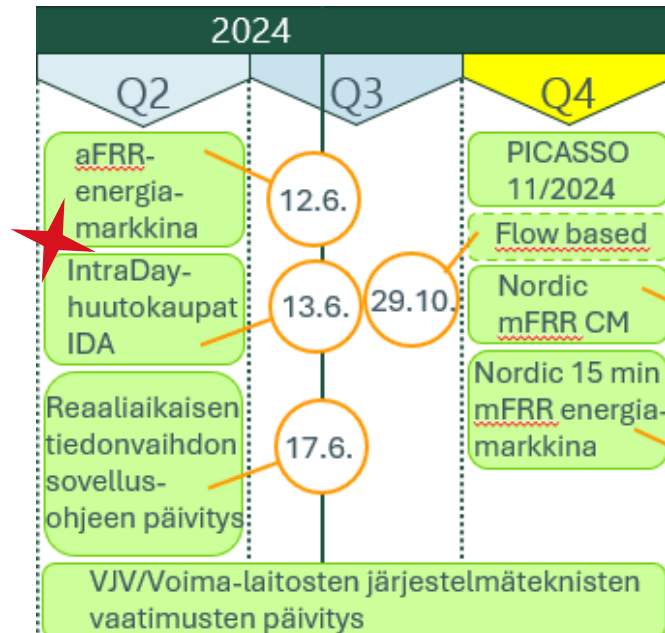 2024
Q2
Q3
Q4
aFRR-
energia-
markkina
12.6.
PICASSO
11/2024
Flow based
IntraDay-
huutokaupat
IDA
13.6.
29.10.
Nordic
mFRR CM
Reaaliaikaisen
tiedonvaihdon
sovellus-
ohjeen päivitys
17.6.
Nordic 15 min
mFRR energia-
markkina
VJV/Voima-laitosten järjestelmäteknisten
vaatimusten päivitys